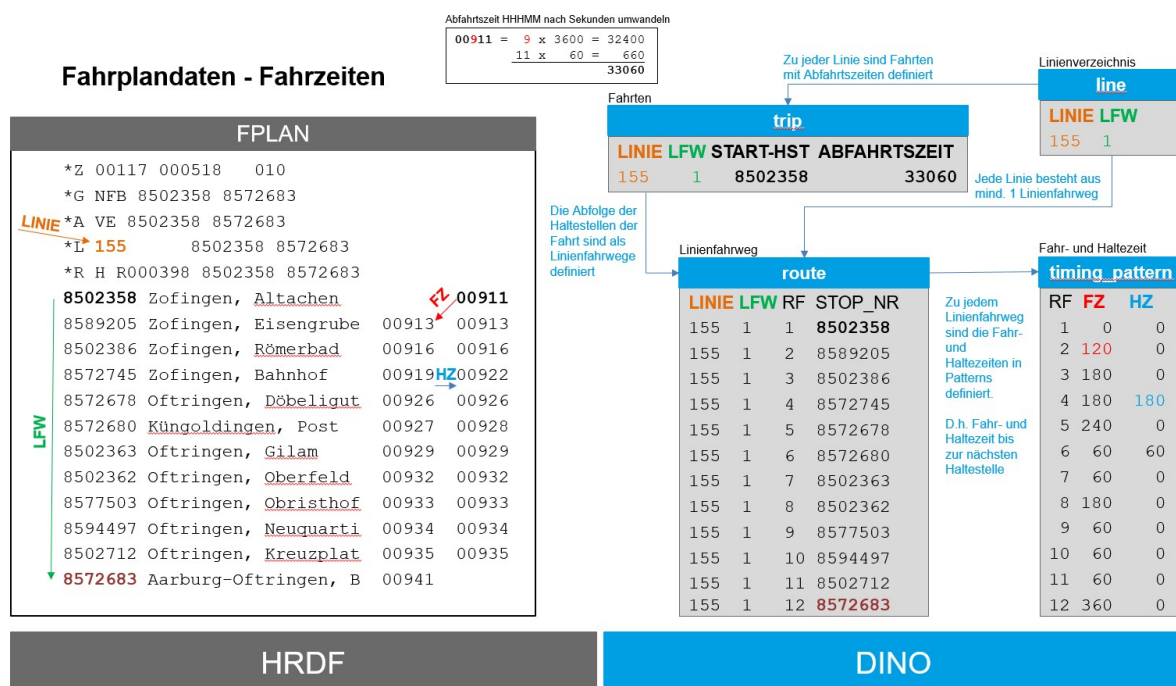 Abfahrtszeit HHHMM nach Sekunden umwandeln
00911 = 9 x 3600 = 32400
11 x 60 = 660
33060
Fahrplandaten - Fahrzeiten
FPLAN
*Z 00117 000518 010
*G NFB 8502358 8572683
*A VE 8502358 8572683
LINIE
*L 155 8502358 8572683
*R H R000398 8502358 8572683
FZ
8502358 Zofingen, Altachen 00911
8589205 Zofingen, Eisengrube 00913 00913
8502386 Zofingen, Römerbad 00916 00916
8572745 Zofingen, Bahnhof 00919 HZ 00922
8572678 Oftringen, Döbeligut 00926 00926
8572680 Küngoldingen, Post 00927 00928
8502363 Oftringen, Gilam 00929 00929
8502362 Oftringen, Oberfeld 00932 00932
8577503 Oftringen, Obristhof 00933 00933
8594497 Oftringen, Neuquarti 00934 00934
8502712 Oftringen, Kreuzplat 00935 00935
8572683 Aarburg-Oftringen, B 00941
LFW
HRDF
Zu jeder Linie sind Fahrten
mit Abfahrtszeiten definiert
Linienverzeichnis
line
LINIE LFW
155 1
Fahrten
trip
LINIE LFW START-HST ABFAHRTSZEIT
155 1 8502358 33060
Die Abfolge der
Haltestellen der
Fahrt sind als
Linienfahrwege
definiert
Jede Linie besteht aus
mind. 1 Linienfahrweg
Linienfahrweg
route
LINIE LFW RF STOP_NR
155 1 1 8502358
155 1 2 8589205
155 1 3 8502386
155 1 4 8572745
155 1 5 8572678
155 1 6 8572680
155 1 7 8502363
155 1 8 8502362
155 1 9 8577503
155 1 10 8594497
155 1 11 8502712
155 1 12 8572683
Zu jedem
Linienfahrweg
sind die Fahr-
und
Haltezeiten in
Patterns
definiert.
D.h. Fahr- und
Haltezeit bis
zur nächsten
Haltestelle
Fahr- und Haltezeit
timing_pattern
RF FZ HZ
1 0 0
2 120 0
3 180 0
4 180 180
5 240 0
6 60 60
7 60 0
8 180 0
9 60 0
10 60 0
11 60 0
12 360 0
DINO